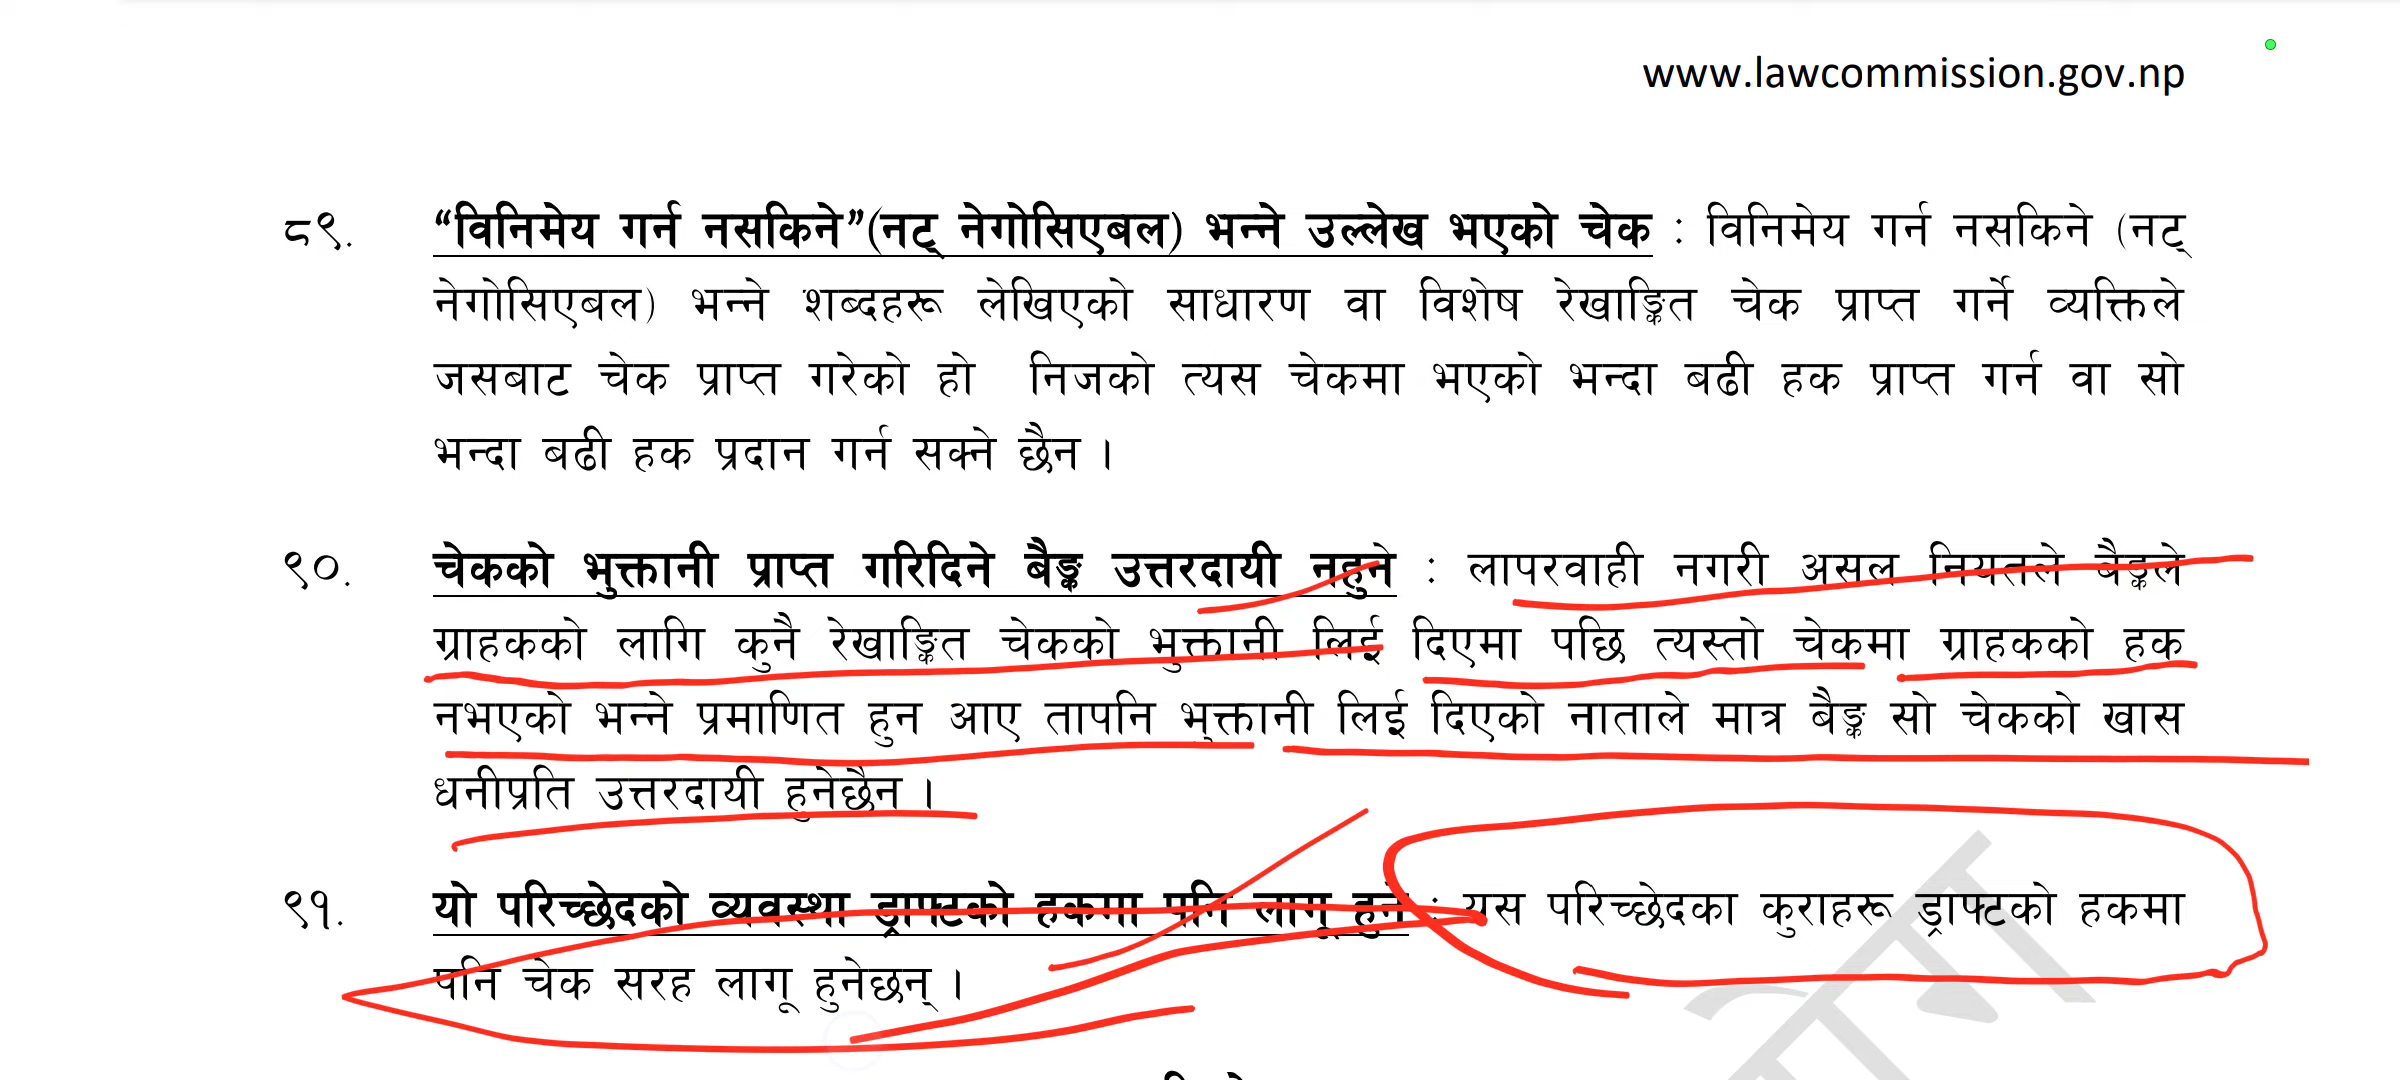 www.lawcommission.gov.np
८९. “विनिमेय गर्न नसकिने”(नट् नेगोसिएबल) भन्ने उल्लेख भएको चेक : विनिमेय गर्न नसकिने (नट्
नेगोसिएबल) भन्ने शब्दहरू लेखिएको साधारण वा विशेष रेखाङ्कित चेक प्राप्त गर्ने व्यक्तिले
जसबाट चेक प्राप्त गरेको हो निजको त्यस चेकमा भएको भन्दा बढी हक प्राप्त गर्न वा सो
भन्दा बढी हक प्रदान गर्न सक्ने छैन ।
९०. चेकको भुक्तानी प्राप्त गरिदिने बैङ्क उत्तरदायी नहुने : लापरवाही नगरी असल नियतले बैङ्कले
ग्राहकको लागि कुनै रेखाङ्कित चेकको भुक्तानी लिई दिएमा पछि त्यस्तो चेकमा ग्राहकको हक
नभएको भन्ने प्रमाणित हुन आए तापनि भुक्तानी लिई दिएको नाताले मात्र बैङ्क सो चेकको खास
धनीप्रति उत्तरदायी हुनेछैन ।
९१. यो परिच्छेदको व्यवस्था ड्राफ्टको हकमा पनि लागू हुने : यस परिच्छेदका कुराहरू ड्राफ्टको हकमा
पनि चेक सरह लागू हुनेछन् ।